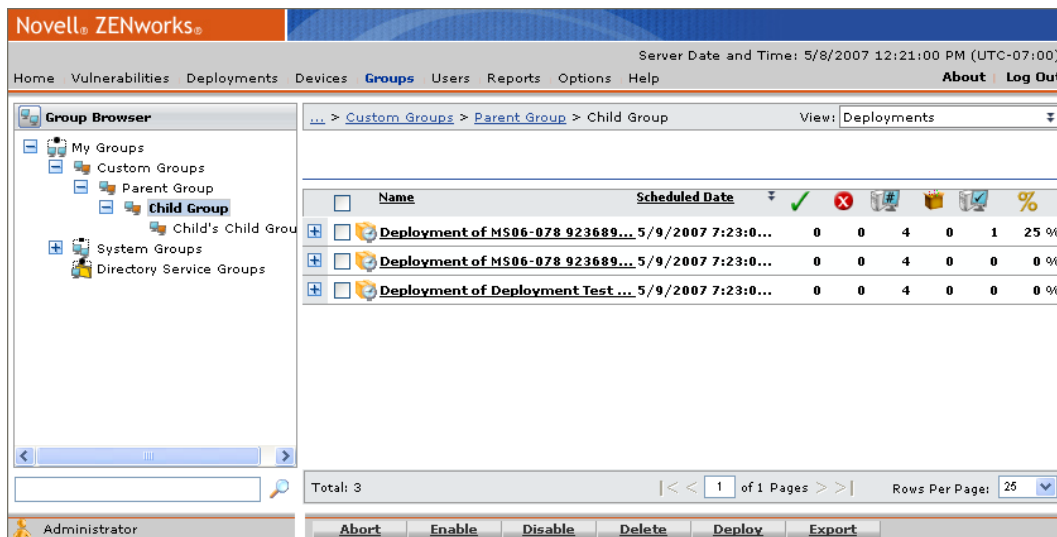 Novell® ZENworks®
Server Date and Time: 5/8/2007 12:21:00 PM (UTC-07:00)
Home Vulnerabilities Deployments Devices Groups Users Reports Options Help About Log Out
Group Browser
... > Custom Groups > Parent Group > Child Group View: Deployments
My Groups
Custom Groups
Parent Group
Child Group
Child's Child Grou
System Groups
Directory Service Groups
Name Scheduled Date # %
Deployment of MS06-078 923689... 5/9/2007 7:23:0... 0 0 4 0 1 25 %
Deployment of MS06-078 923689... 5/9/2007 7:23:0... 0 0 4 0 0 0 %
Deployment of Deployment Test ... 5/9/2007 7:23:0... 0 0 4 0 0 0 %
Total: 3 |< < 1 of 1 Pages > >| Rows Per Page: 25
Administrator Abort Enable Disable Delete Deploy Export